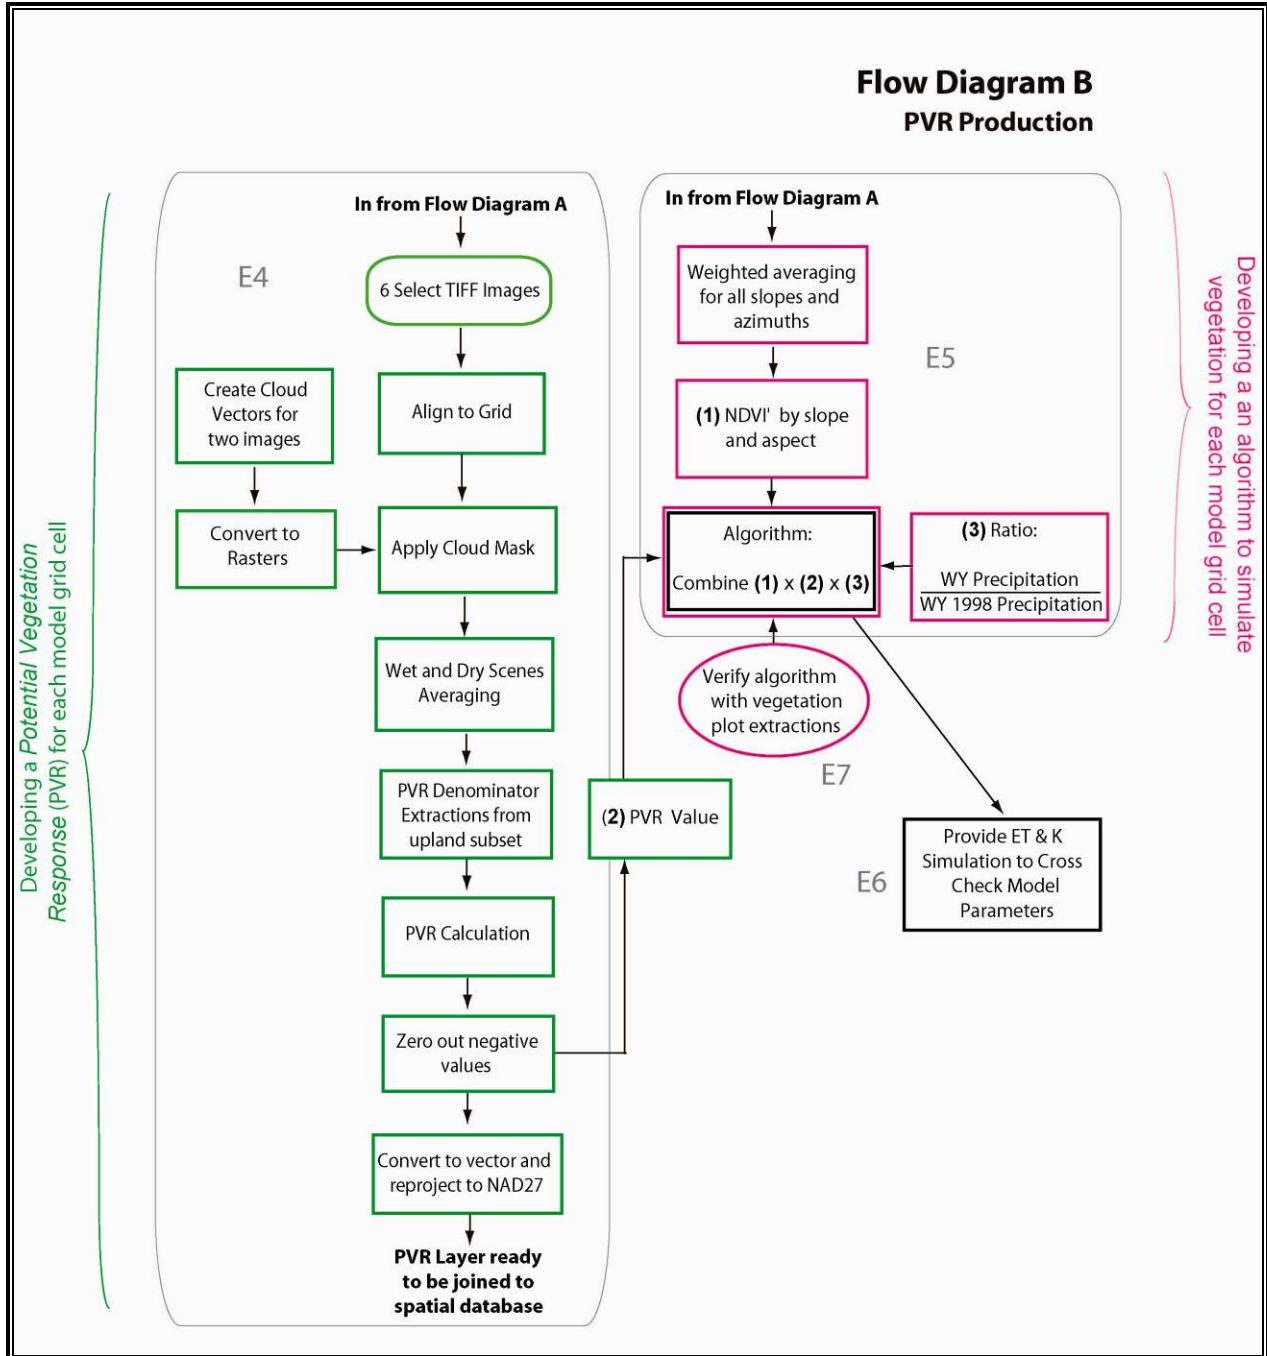 Flow Diagram B
PVR Production
Developing a Potential Vegetation
Response (PVR) for each model grid cell
E4
In from Flow Diagram A
6 Select TIFF Images
Align to Grid
Create Cloud
Vectors for
two images
Convert to
Rasters
Apply Cloud Mask
Wet and Dry Scenes
Averaging
PVR Denominator
Extractions from
upland subset
PVR Calculation
Zero out negative
values
Convert to vector and
reproject to NAD27
PVR Layer ready
to be joined to
spatial database
(2) PVR Value
In from Flow Diagram A
Weighted averaging
for all slopes and
azimuths
E5
(1) NDVI' by slope
and aspect
Algorithm:
Combine (1) x (2) x (3)
(3) Ratio:
WY Precipitation
WY 1998 Precipitation
Verify algorithm
with vegetation
plot extractions
E7
E6
Provide ET & K
Simulation to Cross
Check Model
Parameters
Developing a an algorithm to simulate
vegetation for each model grid cell